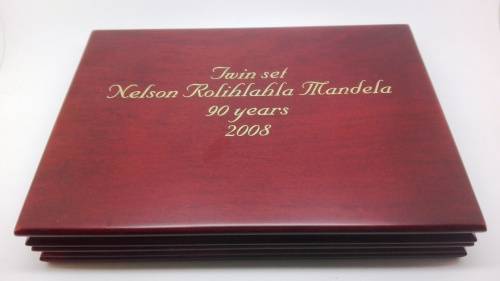 Twin set
Nelson Rolihlahla Mandela
90 years
2008